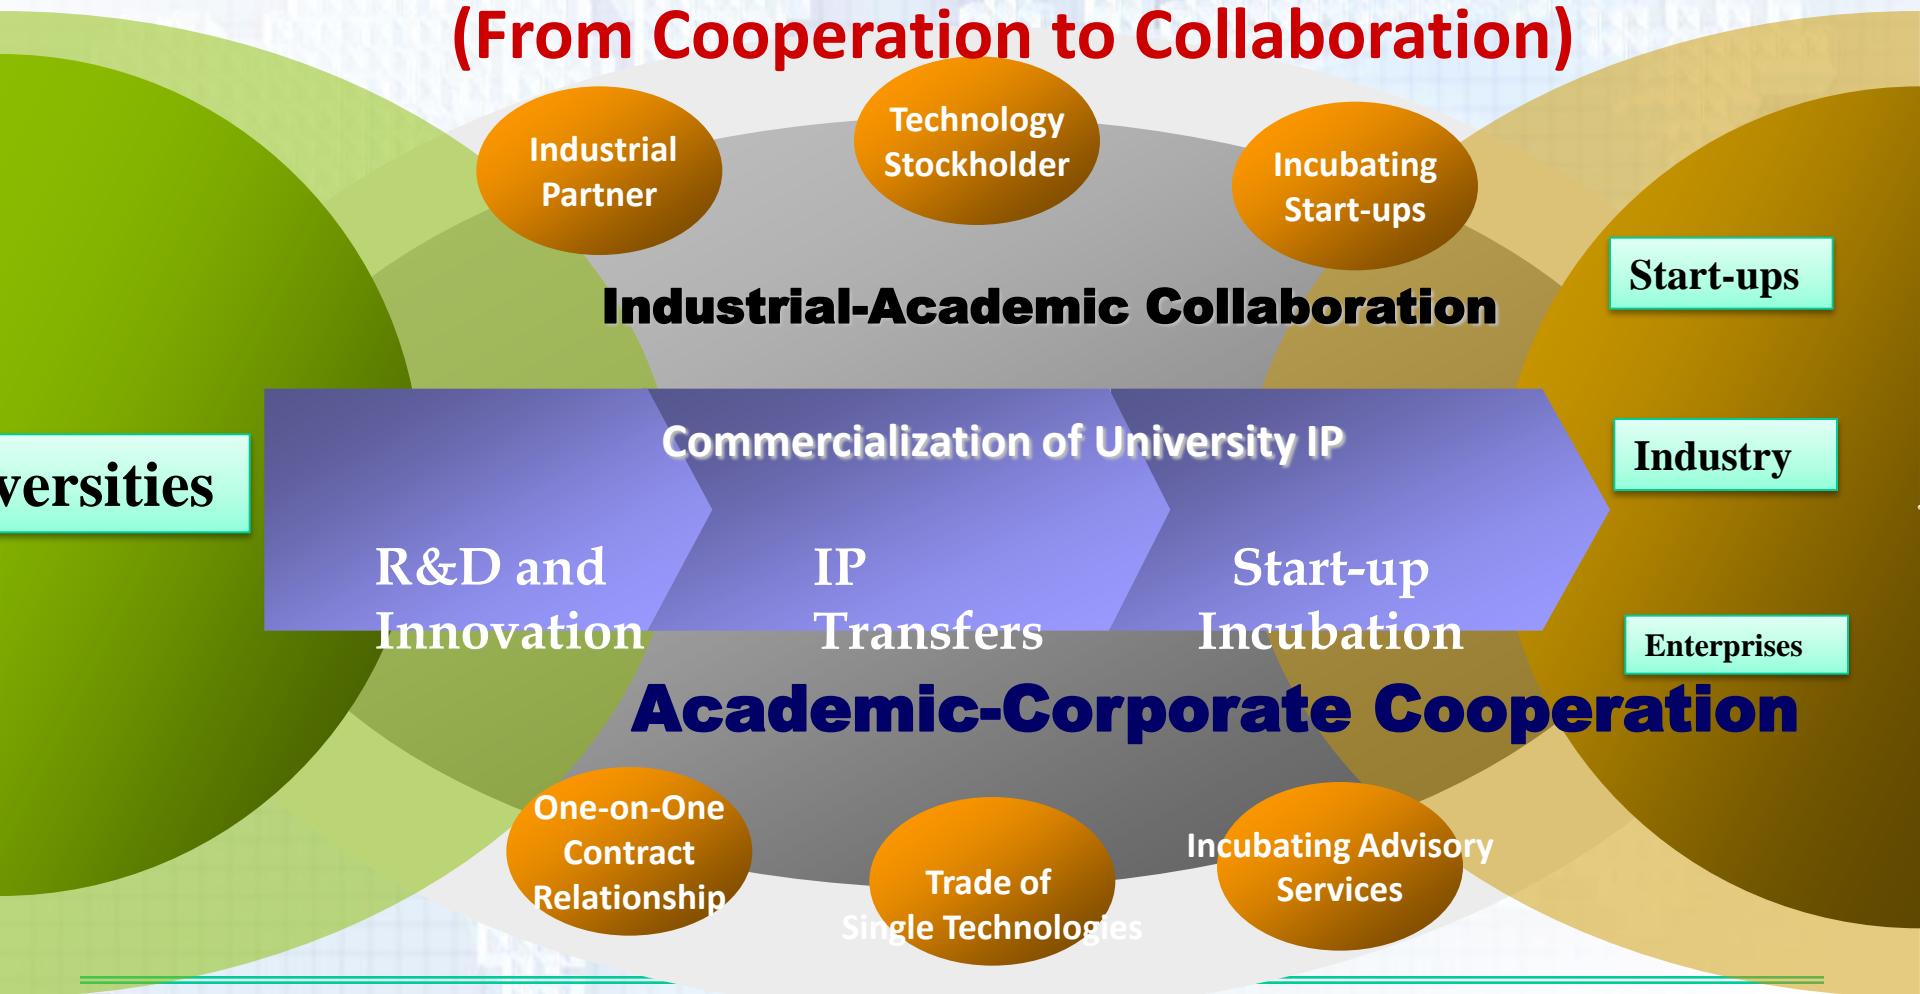 (From Cooperation to Collaboration)
Industrial
Partner
Technology
Stockholder
Incubating
Start-ups
Start-ups
Industrial-Academic Collaboration
Commercialization of University IP
Industry
versities
R&D and
Innovation
IP
Transfers
Start-up
Incubation
Enterprises
Academic-Corporate Cooperation
One-on-One
Contract
Relationship
Trade of
Single Technologies
Incubating Advisory
Services